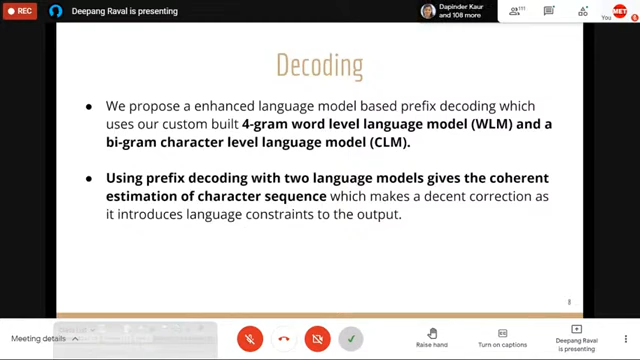 REC
Deepang Raval is presenting
Dapinder Kaur
and 108 more
111
You
MET
Decoding
We propose a enhanced language model based prefix decoding which
uses our custom built 4-gram word level language model (WLM) and a
bi-gram character level language model (CLM).
Using prefix decoding with two language models gives the coherent
estimation of character sequence which makes a decent correction as
it introduces language constraints to the output.
8
Meeting details
Raise hand
Turn on captions
Deepang Raval
is presenting